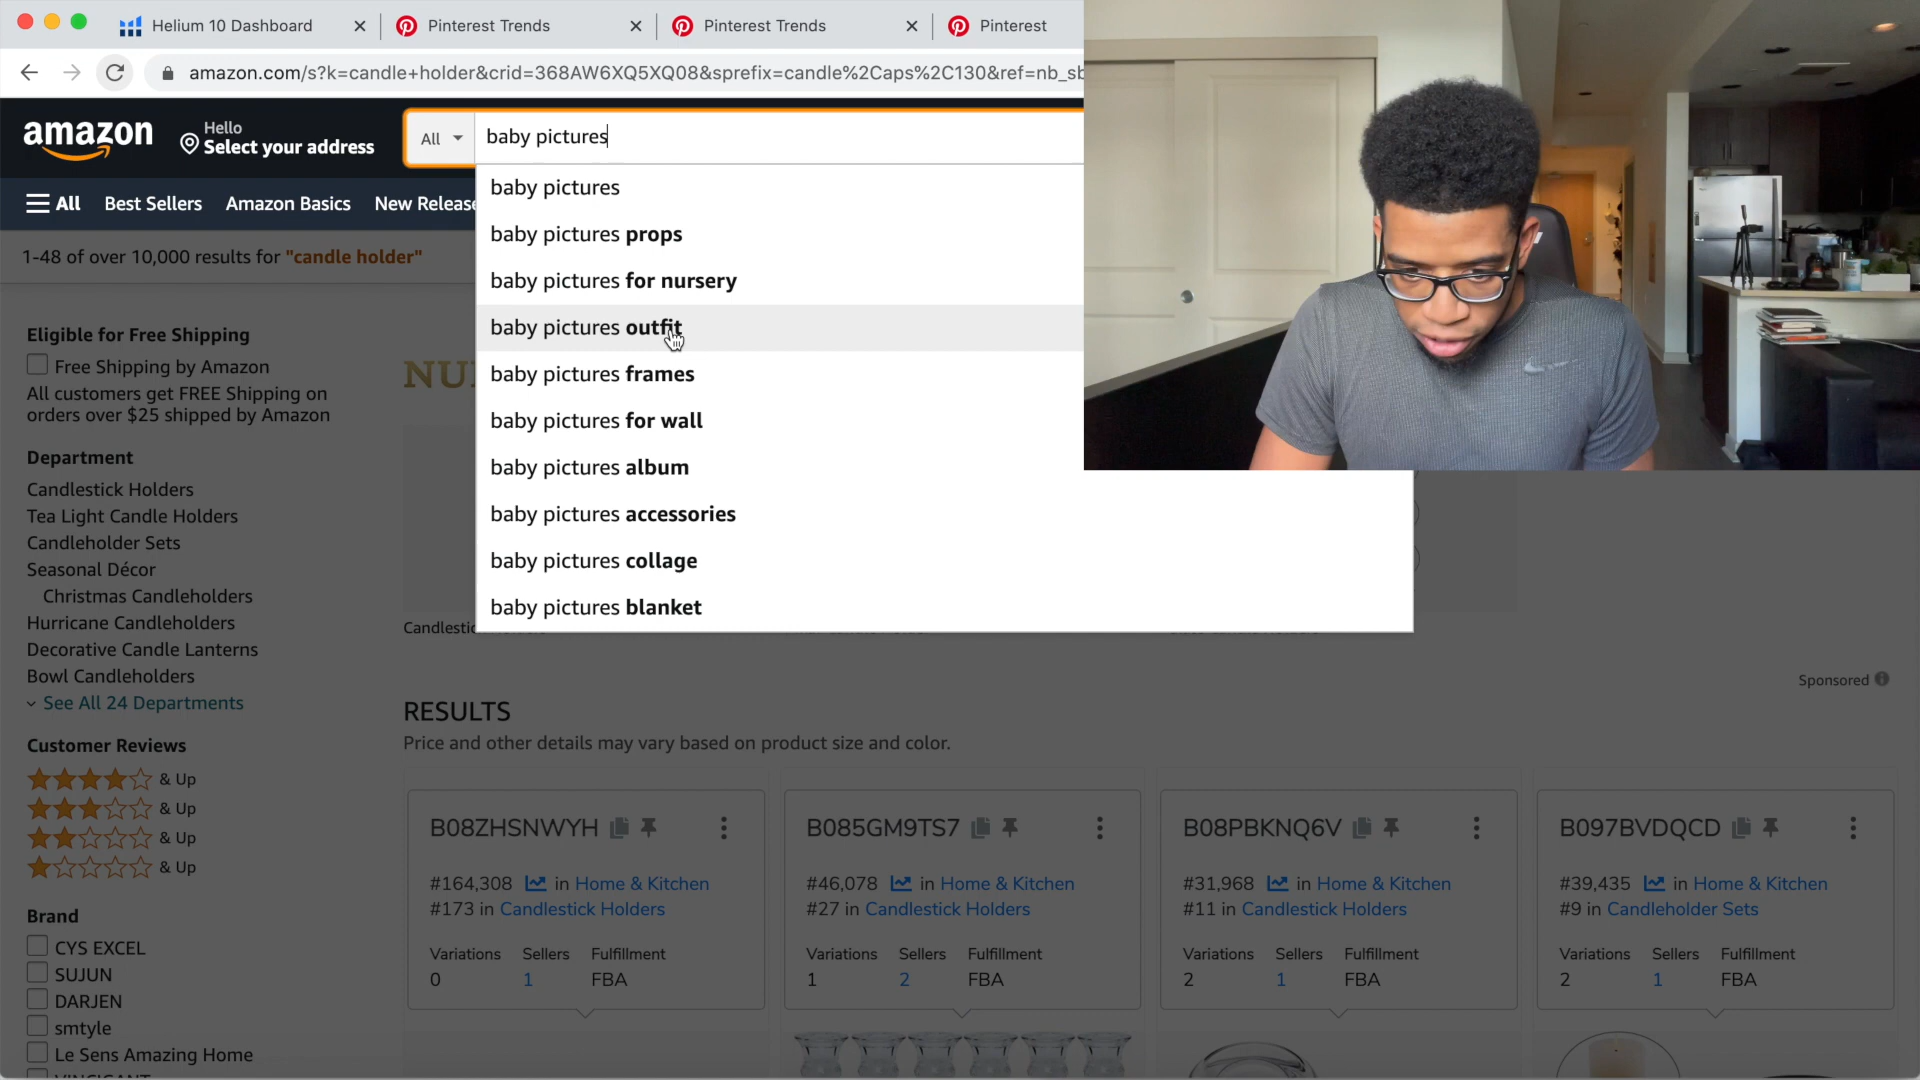 Helium 10 Dashboard
Pinterest Trends
Pinterest Trends
Pinterest
amazon.com/s?k=candle+holder&crid=368AW6XQ5XQ08&sprefix=candle%2Caps%2C130&ref=nb_sb
amazon
Hello
Select your address
All
baby pictures
All
Best Sellers
Amazon Basics
New Release
baby pictures
baby pictures props
baby pictures for nursery
baby pictures outfit
baby pictures frames
baby pictures for wall
baby pictures album
baby pictures accessories
baby pictures collage
baby pictures blanket
1-48 of over 10,000 results for "candle holder"
Eligible for Free Shipping
Free Shipping by Amazon
All customers get FREE Shipping on
orders over $25 shipped by Amazon
Department
Candlestick Holders
Tea Light Candle Holders
Candleholder Sets
Seasonal Décor
Christmas Candleholders
Hurricane Candleholders
Decorative Candle Lanterns
Bowl Candleholders
See All 24 Departments
Customer Reviews
& Up
& Up
& Up
& Up
Brand
CYS EXCEL
SUJUN
DARJEN
smtyle
Le Sens Amazing Home
Sponsored
RESULTS
Price and other details may vary based on product size and color.
B08ZHSNWYH
#164,308 in Home & Kitchen
#173 in Candlestick Holders
Variations Sellers Fulfillment
0 1 FBA
B085GM9TS7
#46,078 in Home & Kitchen
#27 in Candlestick Holders
Variations Sellers Fulfillment
1 2 FBA
B08PBKNQ6V
#31,968 in Home & Kitchen
#11 in Candlestick Holders
Variations Sellers Fulfillment
2 1 FBA
B097BVDQCD
#39,435 in Home & Kitchen
#9 in Candleholder Sets
Variations Sellers Fulfillment
2 1 FBA